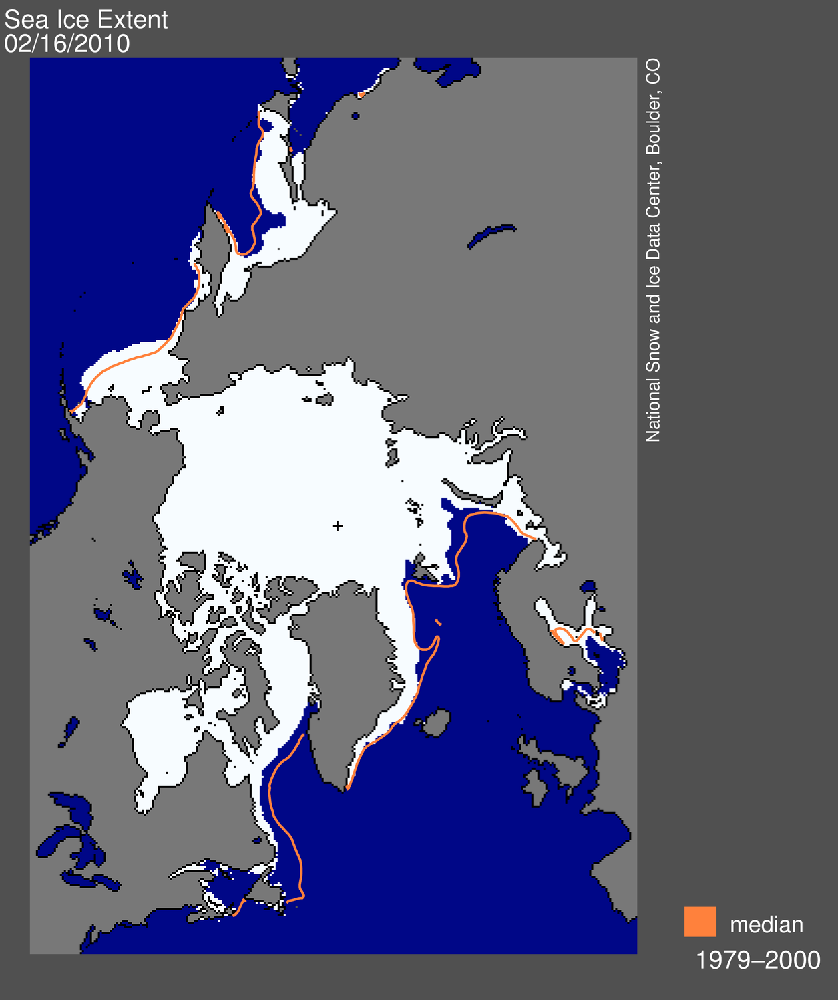 Sea Ice Extent
02/16/2010
National Snow and Ice Data Center, Boulder, CO
median
1979–2000